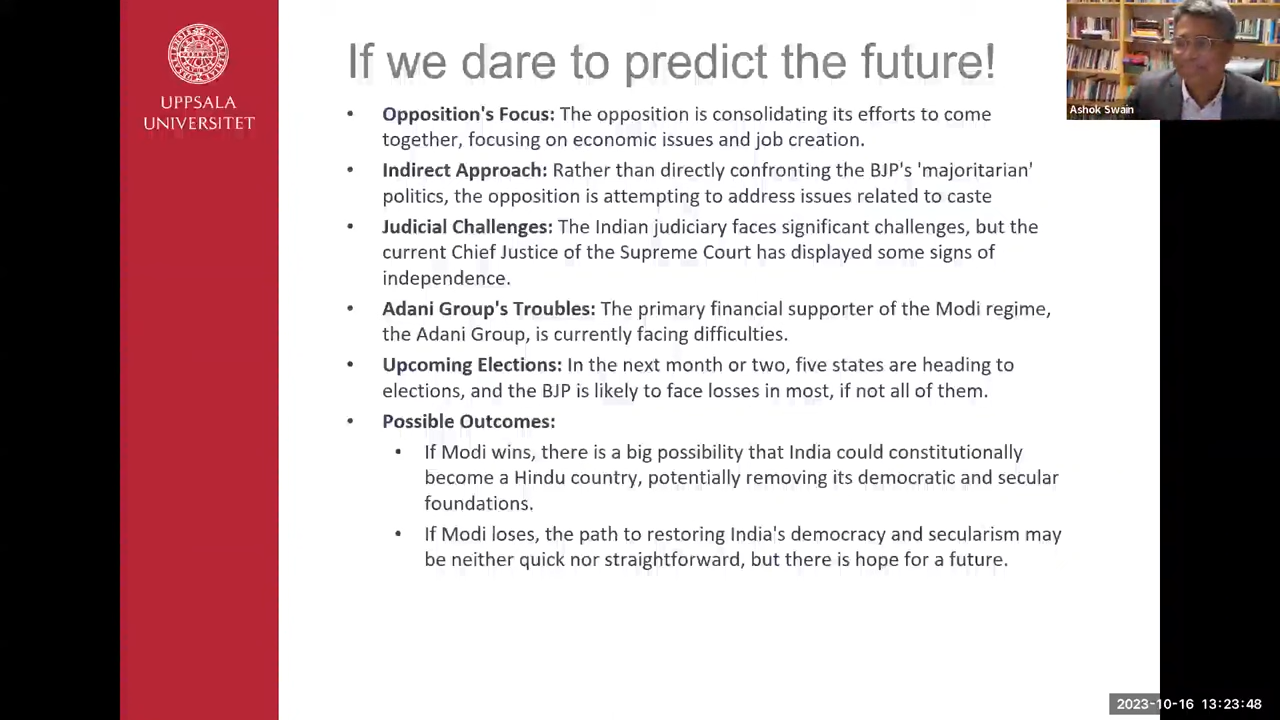 If we dare to predict the future!
UPPSALA
UNIVERSITET
Ashok Swain
• Opposition's Focus: The opposition is consolidating its efforts to come
together, focusing on economic issues and job creation.
• Indirect Approach: Rather than directly confronting the BJP's 'majoritarian'
politics, the opposition is attempting to address issues related to caste
• Judicial Challenges: The Indian judiciary faces significant challenges, but the
current Chief Justice of the Supreme Court has displayed some signs of
independence.
• Adani Group's Troubles: The primary financial supporter of the Modi regime,
the Adani Group, is currently facing difficulties.
• Upcoming Elections: In the next month or two, five states are heading to
elections, and the BJP is likely to face losses in most, if not all of them.
• Possible Outcomes:
• If Modi wins, there is a big possibility that India could constitutionally
become a Hindu country, potentially removing its democratic and secular
foundations.
• If Modi loses, the path to restoring India's democracy and secularism may
be neither quick nor straightforward, but there is hope for a future.
2023-10-16 13:23:48